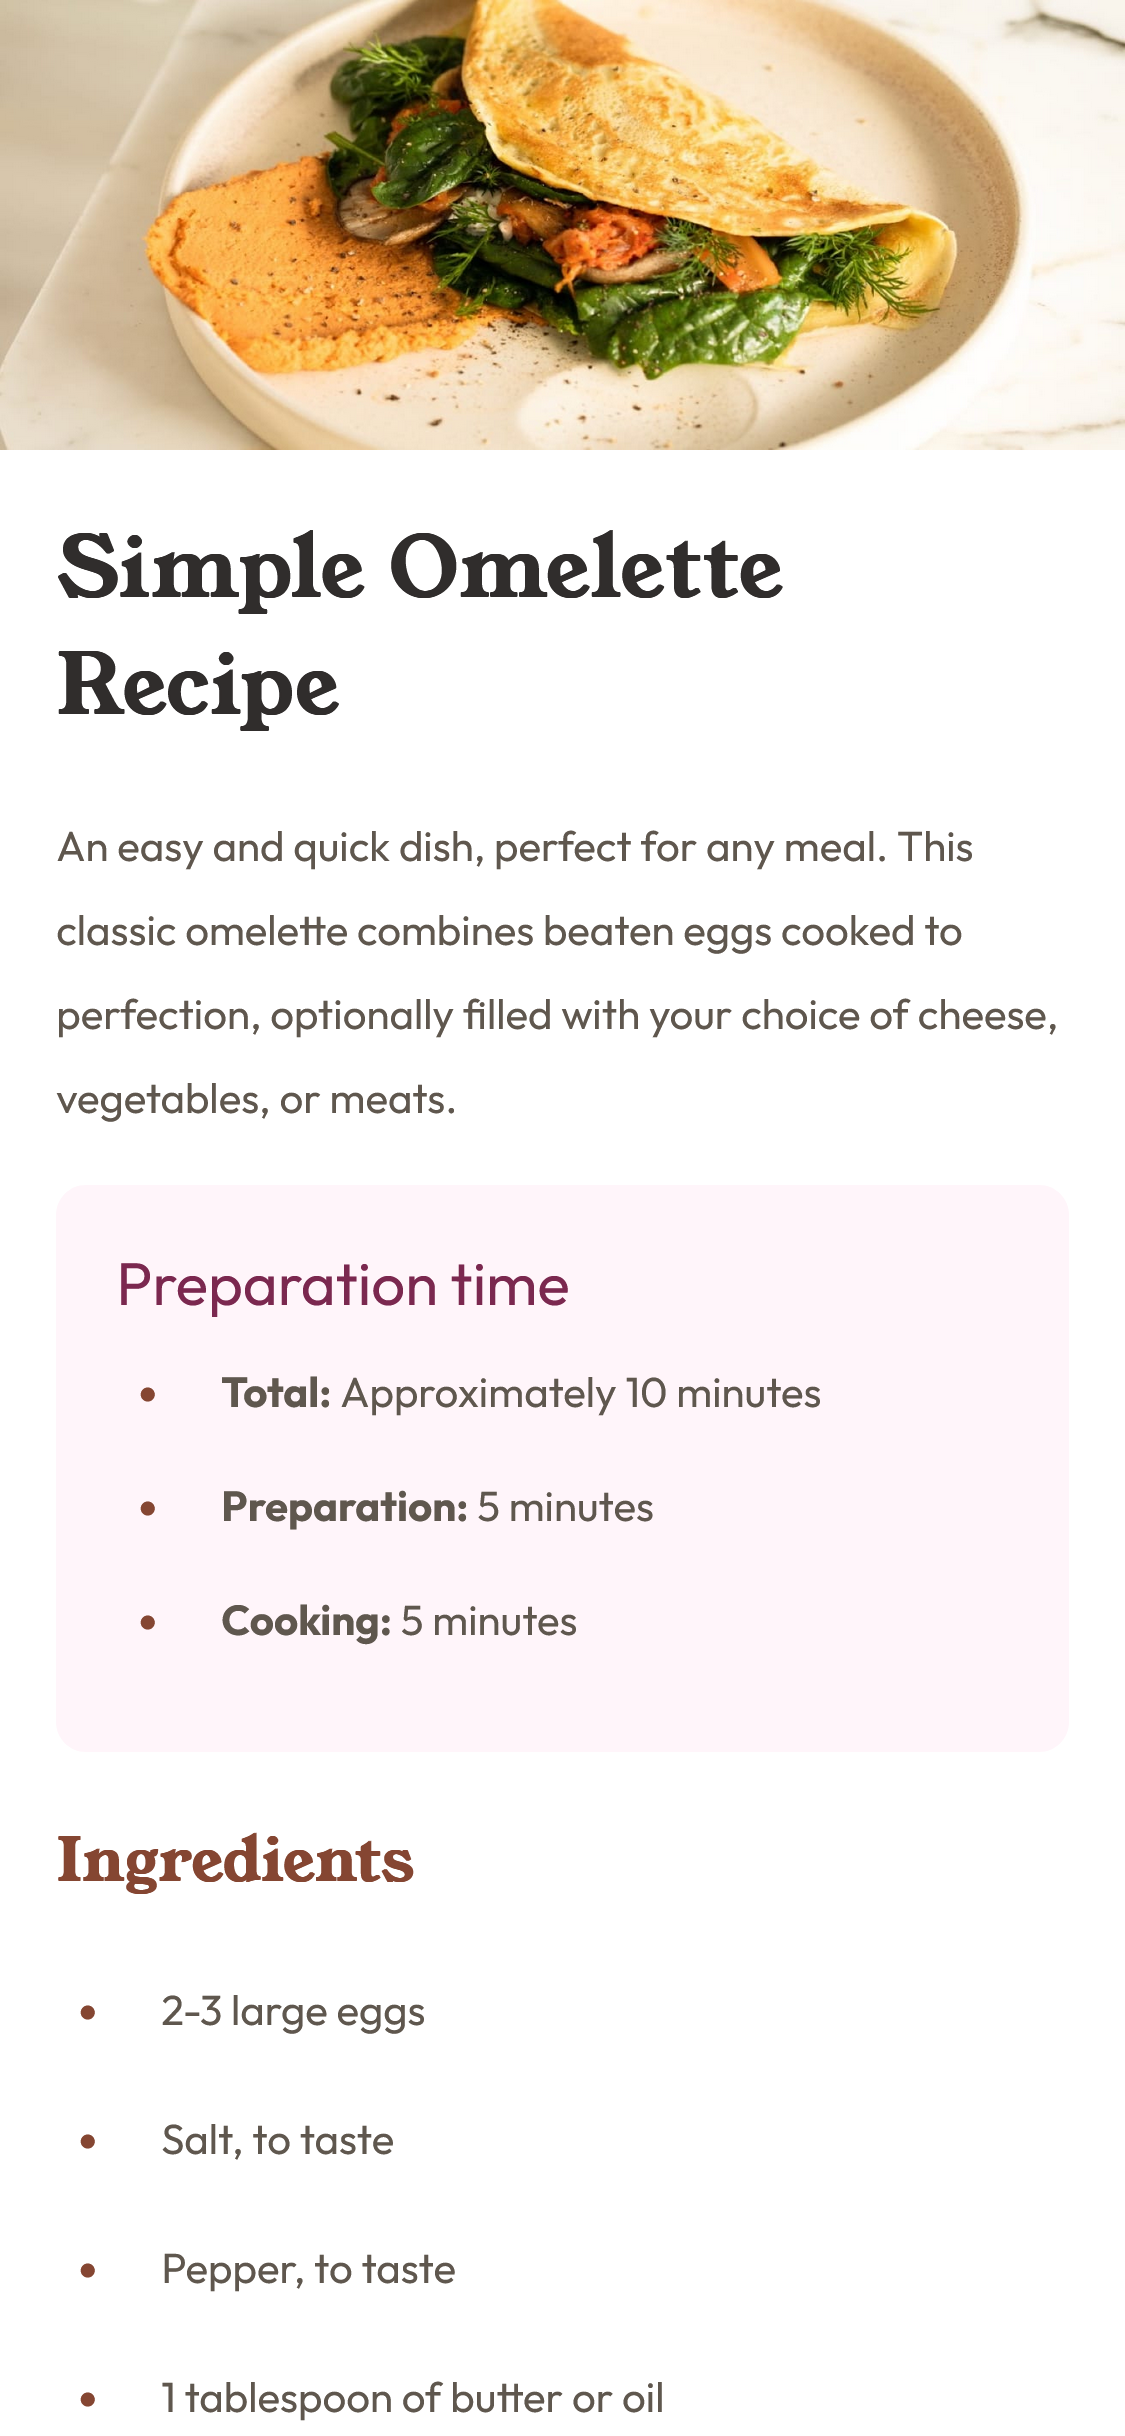 Simple Omelette
Recipe
An easy and quick dish, perfect for any meal. This
classic omelette combines beaten eggs cooked to
perfection, optionally filled with your choice of cheese,
vegetables, or meats.
Preparation time
• Total: Approximately 10 minutes
• Preparation: 5 minutes
• Cooking: 5 minutes
Ingredients
• 2-3 large eggs
• Salt, to taste
• Pepper, to taste
• 1 tablespoon of butter or oil